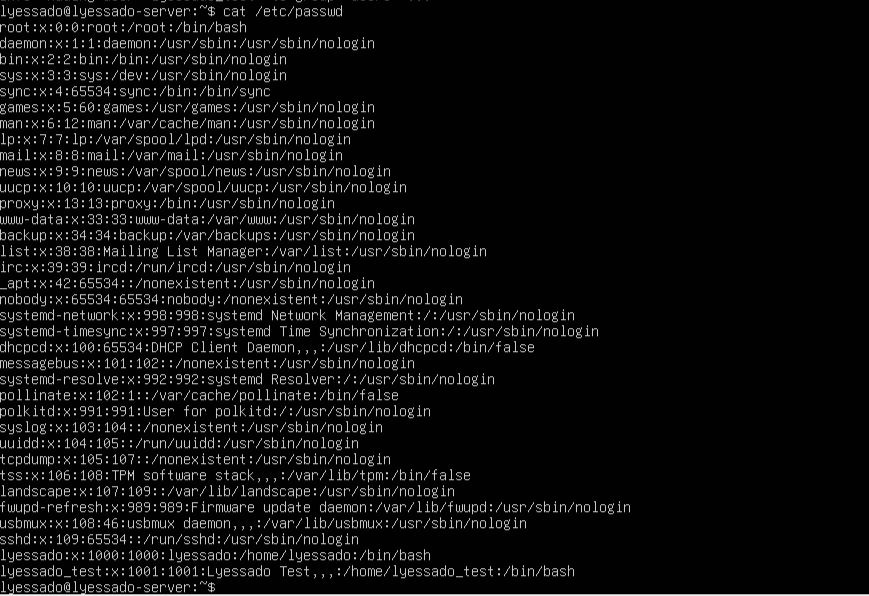 lyessado@lyessado-server:~$ cat /etc/passwd
root:x:0:0:root:/root:/bin/bash
daemon:x:1:1:daemon:/usr/sbin:/usr/sbin/nologin
bin:x:2:2:bin:/bin:/usr/sbin/nologin
sys:x:3:3:sys:/dev:/usr/sbin/nologin
sync:x:4:65534:sync:/bin:/bin/sync
games:x:5:60:games:/usr/games:/usr/sbin/nologin
man:x:6:12:man:/var/cache/man:/usr/sbin/nologin
lp:x:7:7:lp:/var/spool/lpd:/usr/sbin/nologin
mail:x:8:8:mail:/var/mail:/usr/sbin/nologin
news:x:9:9:news:/var/spool/news:/usr/sbin/nologin
uucp:x:10:10:uucp:/var/spool/uucp:/usr/sbin/nologin
proxy:x:13:13:proxy:/bin:/usr/sbin/nologin
www-data:x:33:33:www-data:/var/www:/usr/sbin/nologin
backup:x:34:34:backup:/var/backups:/usr/sbin/nologin
list:x:38:38:Mailing List Manager:/var/list:/usr/sbin/nologin
irc:x:39:39:ircd:/run/ircd:/usr/sbin/nologin
_apt:x:42:65534::/nonexistent:/usr/sbin/nologin
nobody:x:65534:65534:nobody:/nonexistent:/usr/sbin/nologin
systemd-network:x:998:998:systemd Network Management:/:/usr/sbin/nologin
systemd-timesync:x:997:997:systemd Time Synchronization:/:/usr/sbin/nologin
dhcpcd:x:100:65534:DHCP Client Daemon,,,:/usr/lib/dhcpcd:/bin/false
messagebus:x:101:102::/nonexistent:/usr/sbin/nologin
systemd-resolve:x:992:992:systemd Resolver:/:/usr/sbin/nologin
pollinate:x:102:1::/var/cache/pollinate:/bin/false
polkitd:x:991:991:User for polkitd:/:/usr/sbin/nologin
syslog:x:103:104::/nonexistent:/usr/sbin/nologin
uuidd:x:104:105::/run/uuidd:/usr/sbin/nologin
tcpdump:x:105:107::/nonexistent:/usr/sbin/nologin
tss:x:106:108:TPM software stack,,,:/var/lib/tpm:/bin/false
landscape:x:107:109::/var/lib/landscape:/usr/sbin/nologin
fwupd-refresh:x:989:989:Firmware update daemon:/var/lib/fwupd:/usr/sbin/nologin
usbmux:x:108:46:usbmux daemon,,,:/var/lib/usbmux:/usr/sbin/nologin
sshd:x:109:65534::/run/sshd:/usr/sbin/nologin
lyessado:x:1000:1000:lyessado:/home/lyessado:/bin/bash
lyessado_test:x:1001:1001:Lyessado Test,,,:/home/lyessado_test:/bin/bash
lyessado@lyessado-server:~$